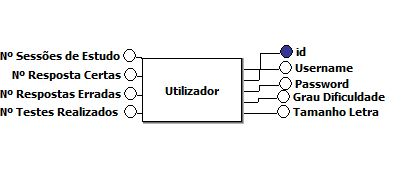 Nº Sessões de Estudo
Nº Resposta Certas
Nº Respostas Erradas
Nº Testes Realizados
Utilizador
id
Username
Password
Grau Dificuldade
Tamanho Letra